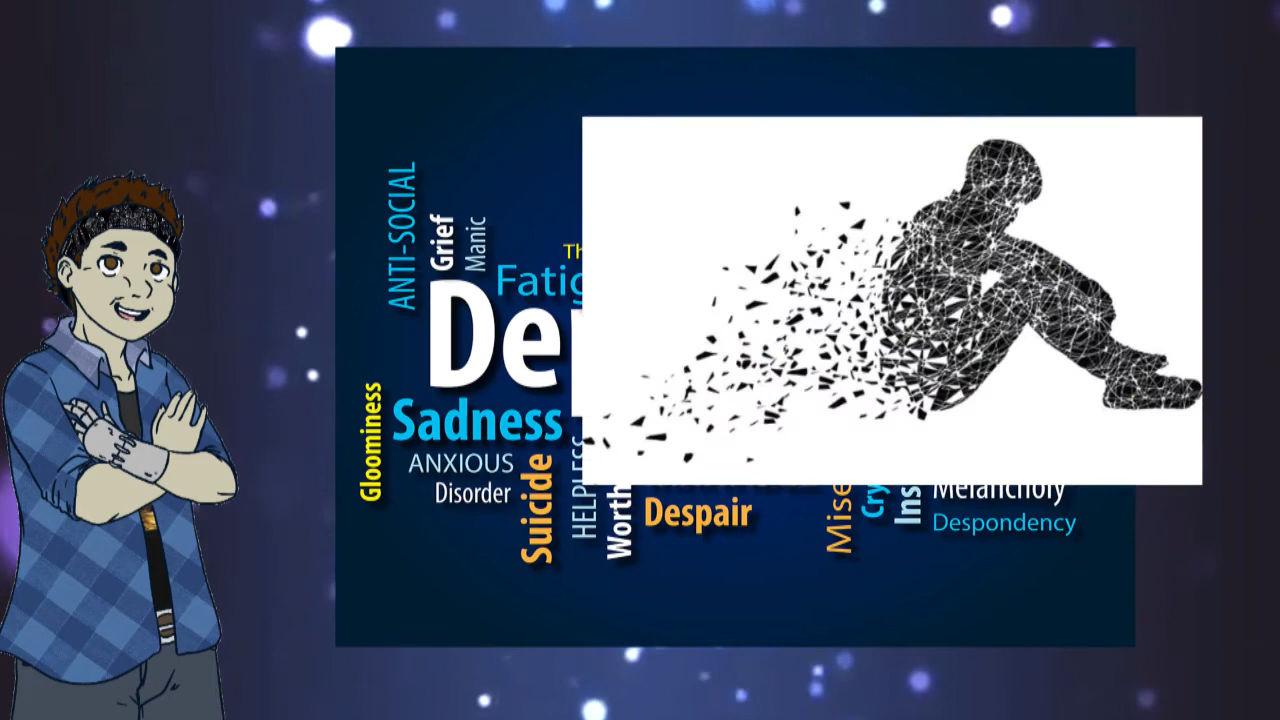 ANTI-SOCIAL
Grief
Manic
Th
Fatig
De
Gloominess
Sadness
ANXIOUS
Disorder
Suicide
HELPLESS
Worth
Despair
Mise
Cry
Ins
Melancholy
Despondency